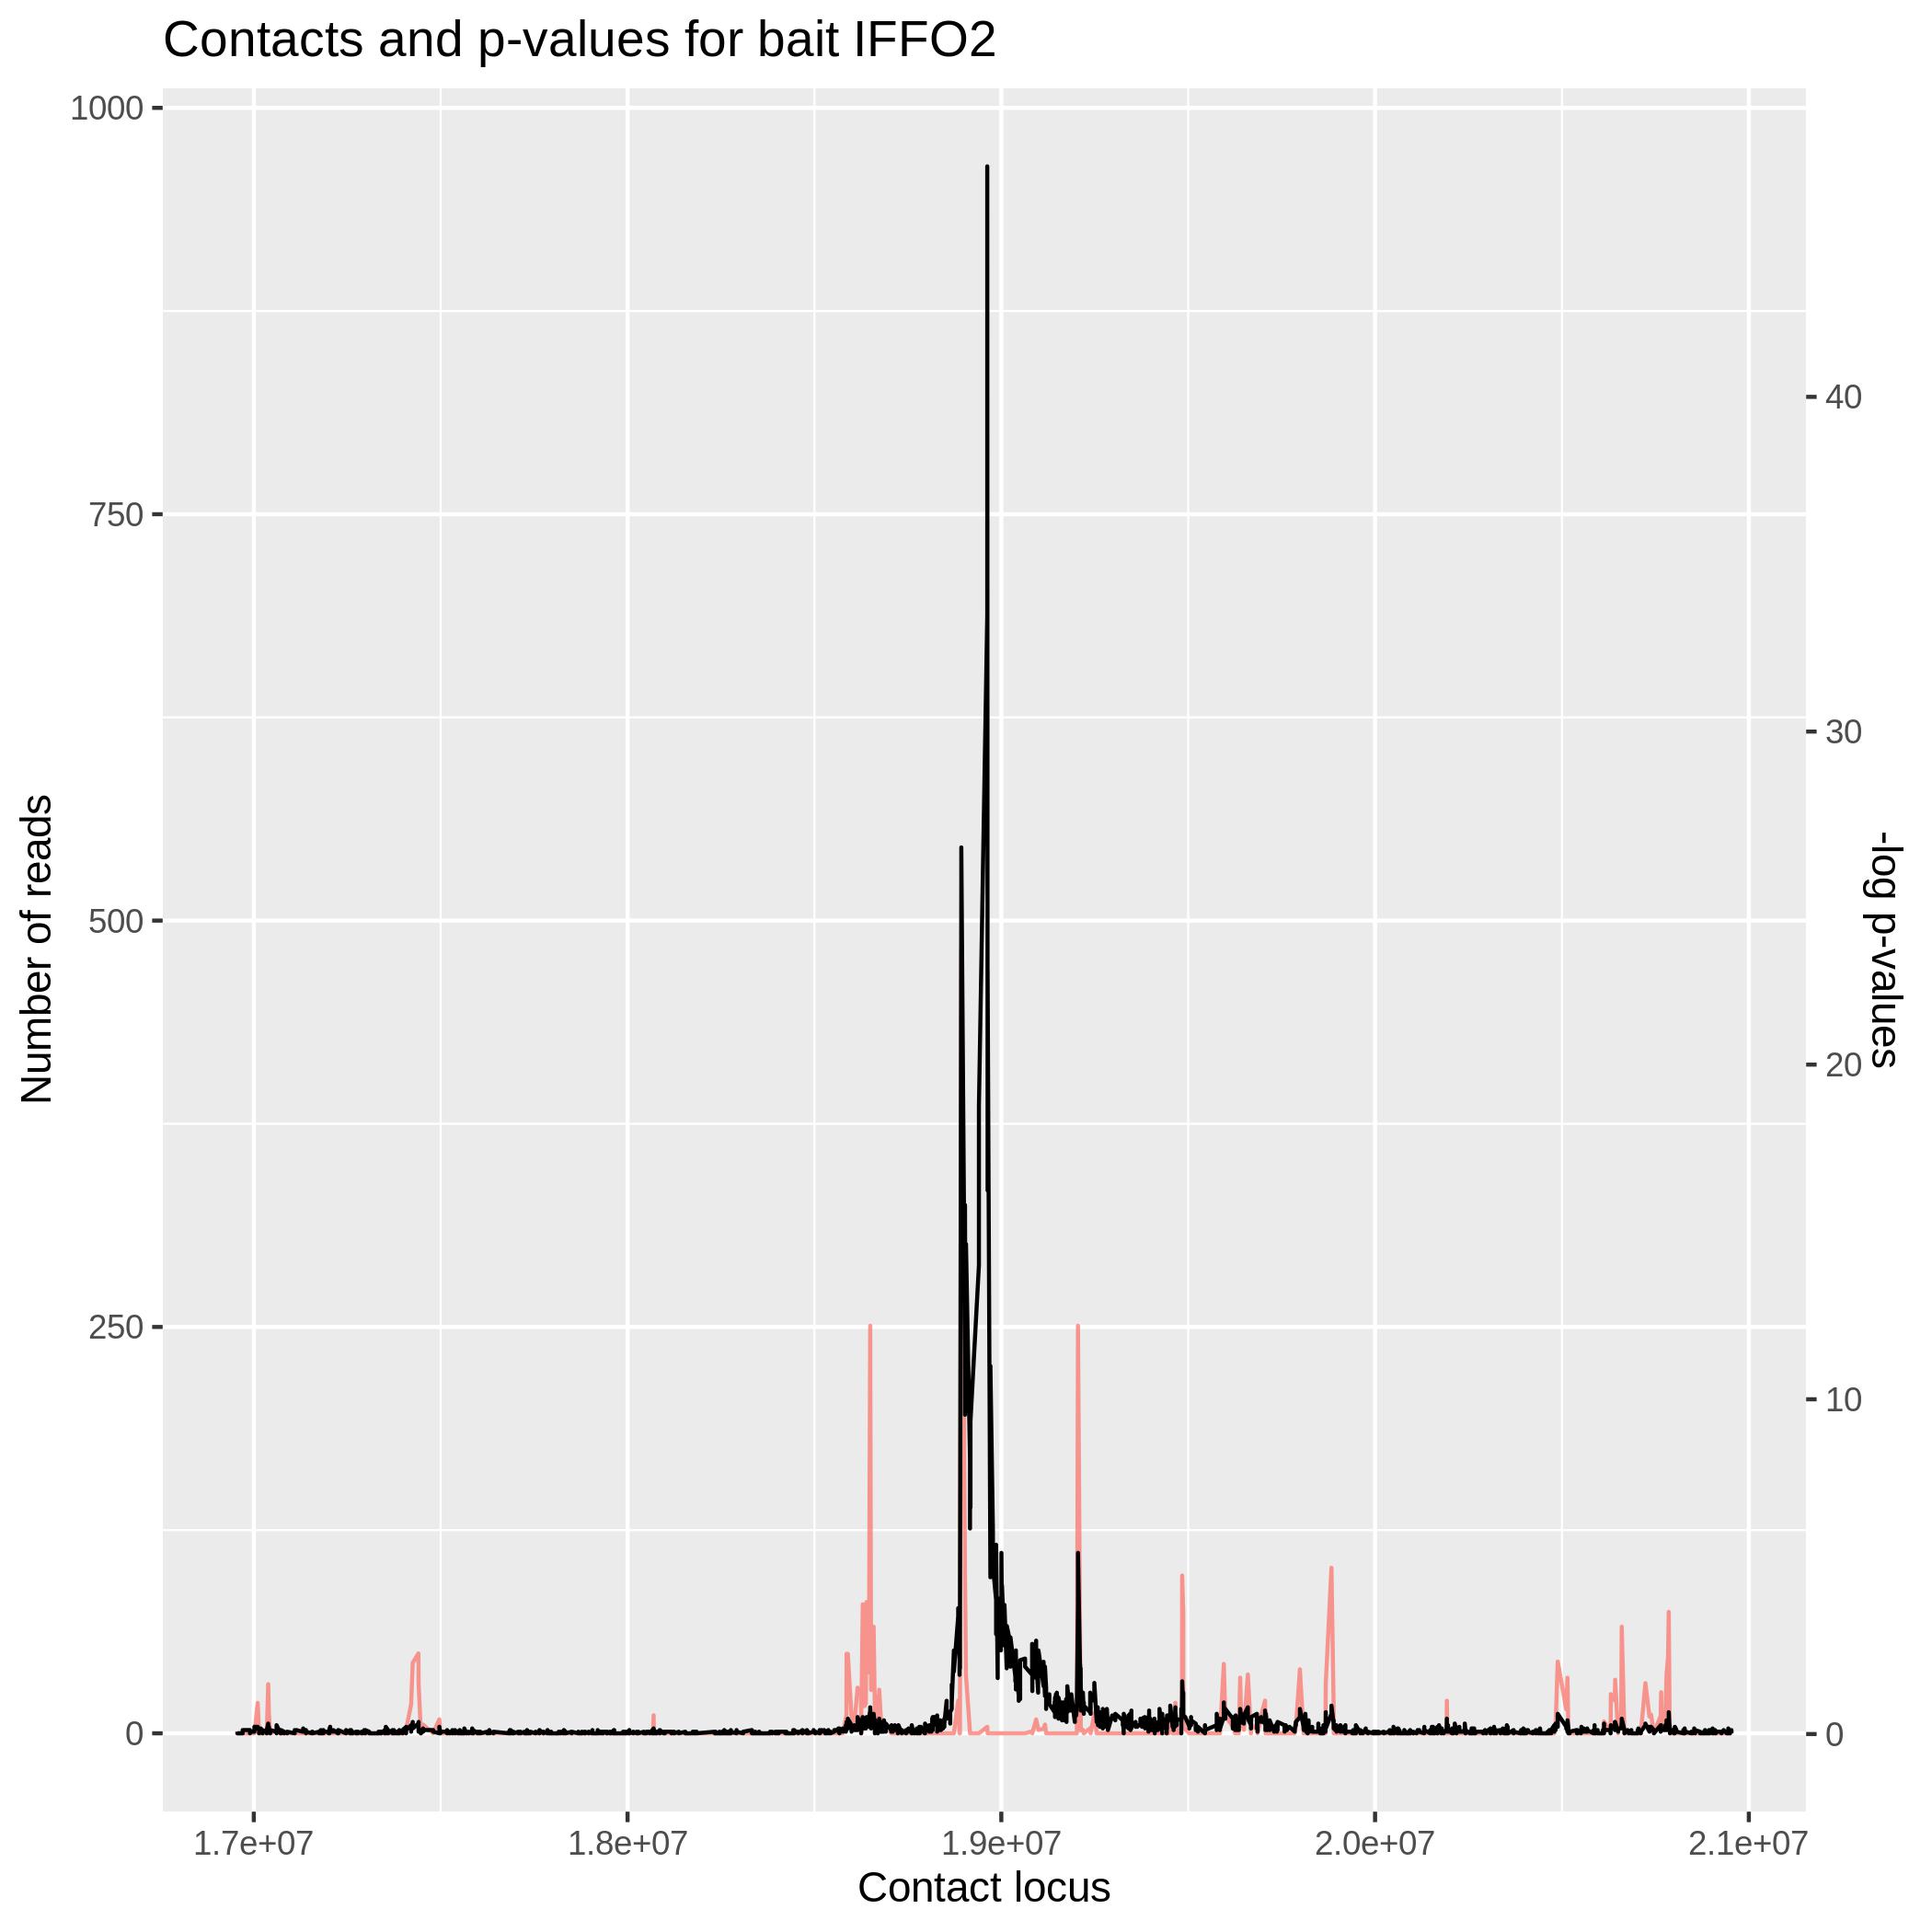 Contacts and p-values for bait IFFO2
1000
750
500
250
0
Number of reads
40
30
20
10
0
-log p-values
1.7e+07
1.8e+07
1.9e+07
2.0e+07
2.1e+07
Contact locus